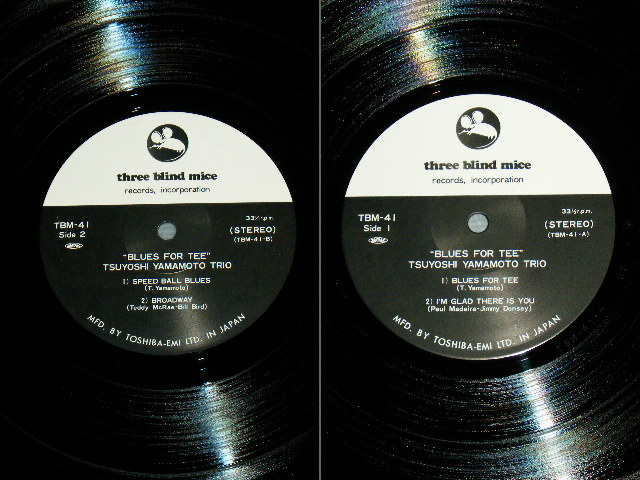 three blind mice
records, incorporation
33⅓r.p.m.
TBM-41
Side 2
(STEREO)
(TBM-41-B)
"BLUES FOR TEE"
TSUYOSHI YAMAMOTO TRIO
1) SPEED BALL BLUES
(T. Yamamoto)
2) BROADWAY
(Teddy McRae-Bill Bird)
MFD. BY TOSHIBA-EMI LTD. IN JAPAN
three blind mice
records, incorporation
33⅓r.p.m.
TBM-41
Side 1
(STEREO)
(TBM-41-A)
"BLUES FOR TEE"
TSUYOSHI YAMAMOTO TRIO
1) BLUES FOR TEE
(T. Yamamoto)
2) I'M GLAD THERE IS YOU
(Paul Madeira-Jimmy Dorsey)
MFD. BY TOSHIBA-EMI LTD. IN JAPAN